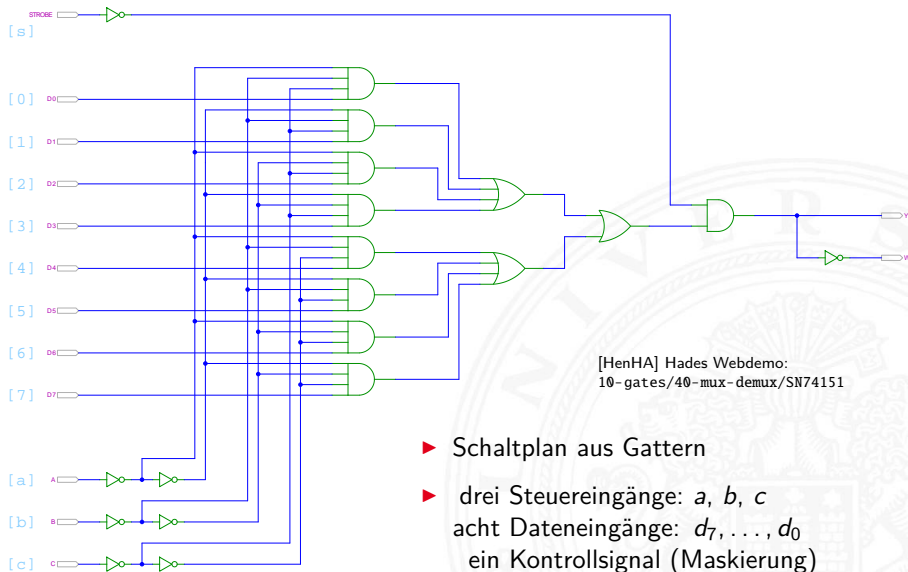 STROBE
[s]
[0] D0
[1] D1
[2] D2
[3] D3
[4] D4
[5] D5
[6] D6
[7] D7
Y
W
[HenHA] Hades Webdemo:
10-gates/40-mux-demux/SN74151
▶ Schaltplan aus Gattern
[a] A
▶ drei Steuereingänge: a, b, c
[b] B
acht Dateneingänge: d₇, . . . , d₀
[c] C
ein Kontrollsignal (Maskierung)